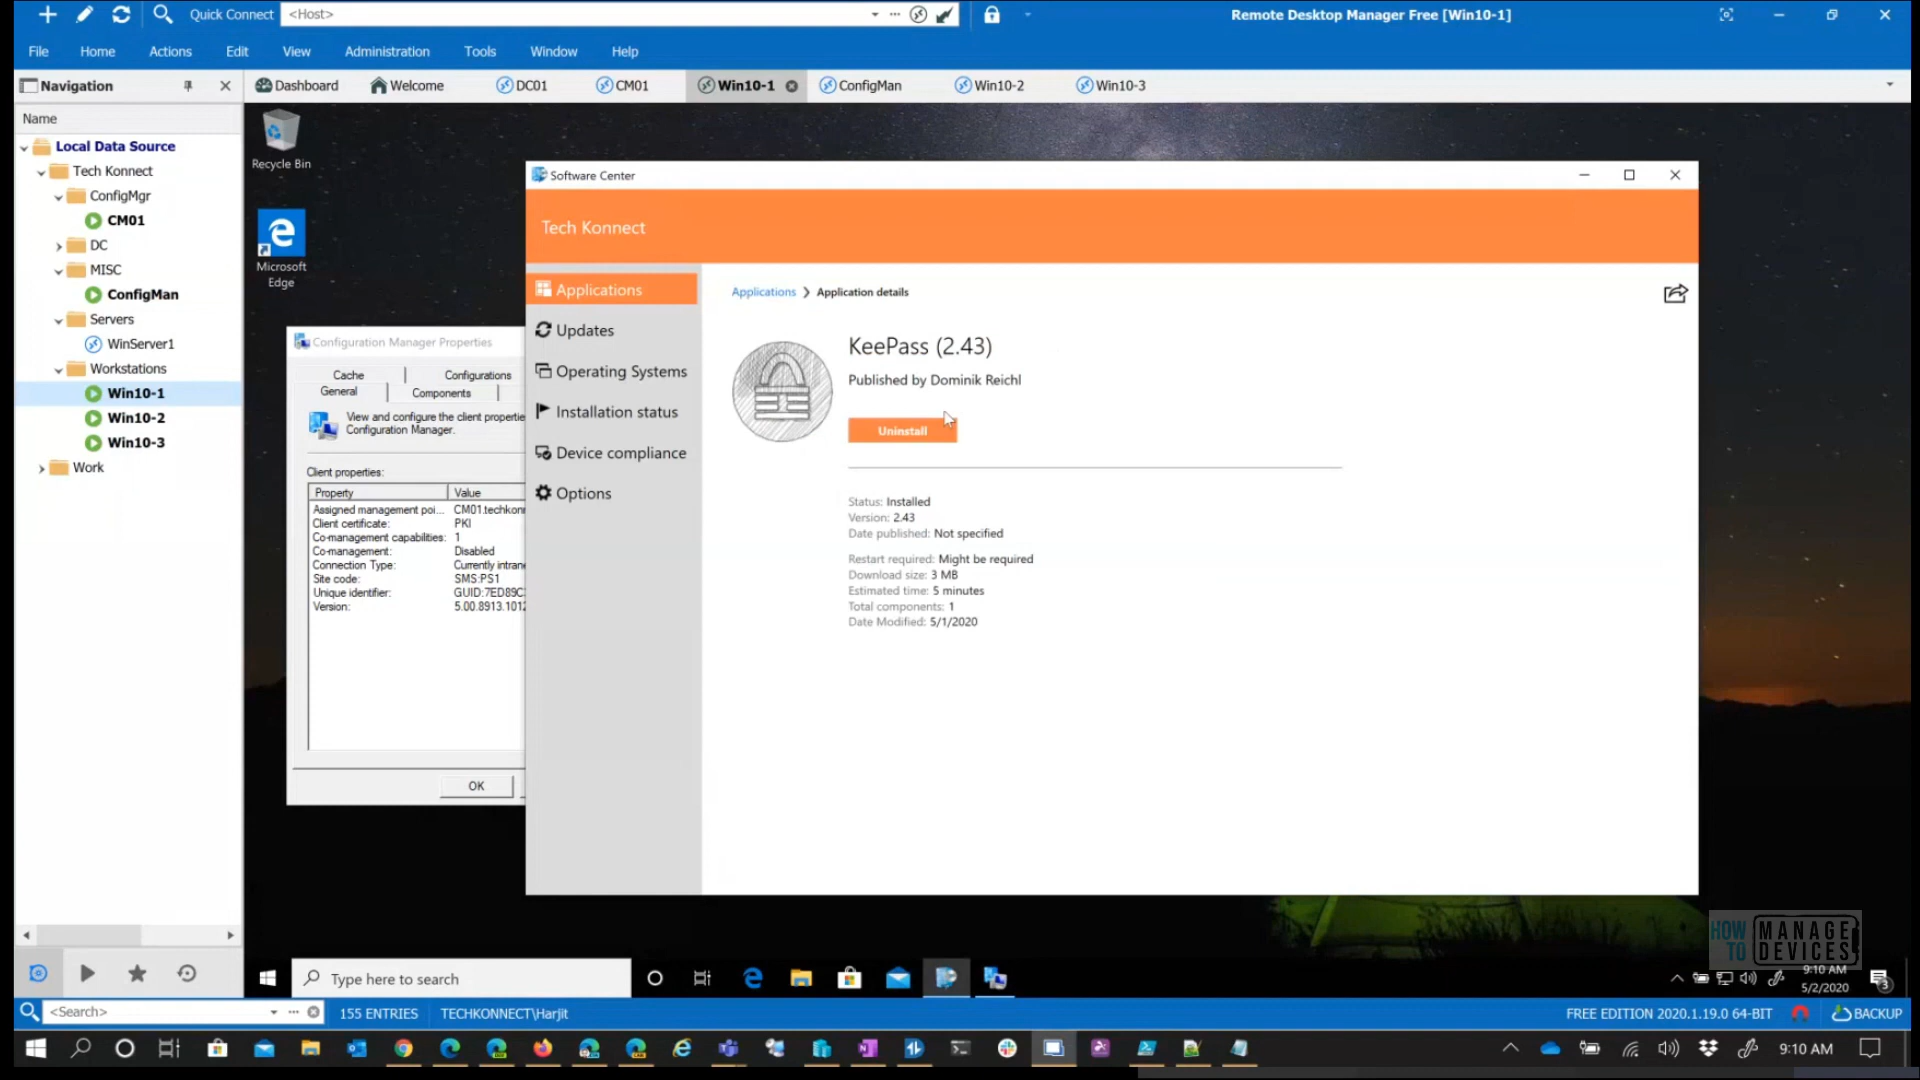 Quick Connect <Host> Remote Desktop Manager Free [Win10-1]
File Home Actions Edit View Administration Tools Window Help
Navigation
Dashboard Welcome DC01 CM01 Win10-1 ConfigMan Win10-2 Win10-3
Name
Local Data Source
Tech Konnect
ConfigMgr
CM01
DC
MISC
ConfigMan
Servers
WinServer1
Workstations
Win10-1
Win10-2
Win10-3
Work
Recycle Bin
Microsoft
Edge
Configuration Manager Properties
Cache Configurations
General Components
View and configure the client propertie
Configuration Manager.
Client properties:
Property Value
Assigned management poi... CM01.techkonn
Client certificate: PKI
Co-management capabilities: 1
Co-management: Disabled
Connection Type: Currently intrane
Site code: SMS:PS1
Unique identifier: GUID:7ED89C
Version: 5.00.8913.1012
OK
Software Center
Tech Konnect
Applications
Updates
Operating Systems
Installation status
Device compliance
Options
Applications ❯ Application details
KeePass (2.43)
Published by Dominik Reichl
Uninstall
Status: Installed
Version: 2.43
Date published: Not specified
Restart required: Might be required
Download size: 3 MB
Estimated time: 5 minutes
Total components: 1
Date Modified: 5/1/2020
HOW TO MANAGE DEVICES
Type here to search
9:10 AM
5/2/2020
3
<Search> 155 ENTRIES TECHKONNECT\Harjit FREE EDITION 2020.1.19.0 64-BIT BACKUP
9:10 AM